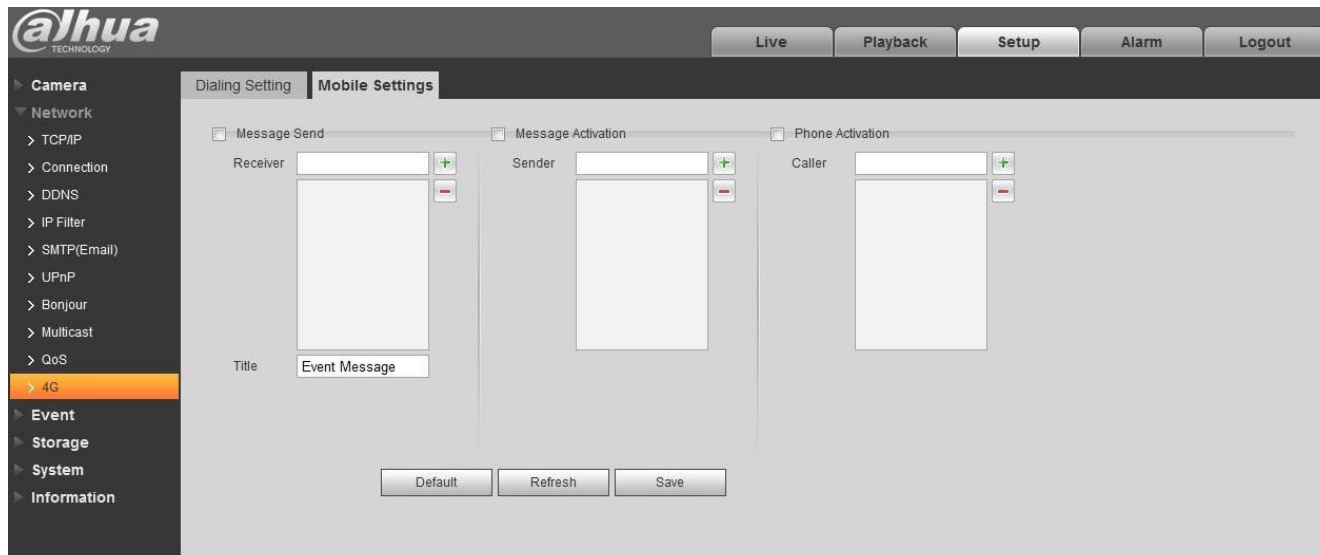 alhua
TECHNOLOGY
Live Playback Setup Alarm Logout
Camera
Network
TCP/IP
Connection
DDNS
IP Filter
SMTP(Email)
UPnP
Bonjour
Multicast
QoS
4G
Event
Storage
System
Information
Dialing Setting Mobile Settings
Message Send Message Activation Phone Activation
Receiver Sender Caller
Title Event Message
Default Refresh Save